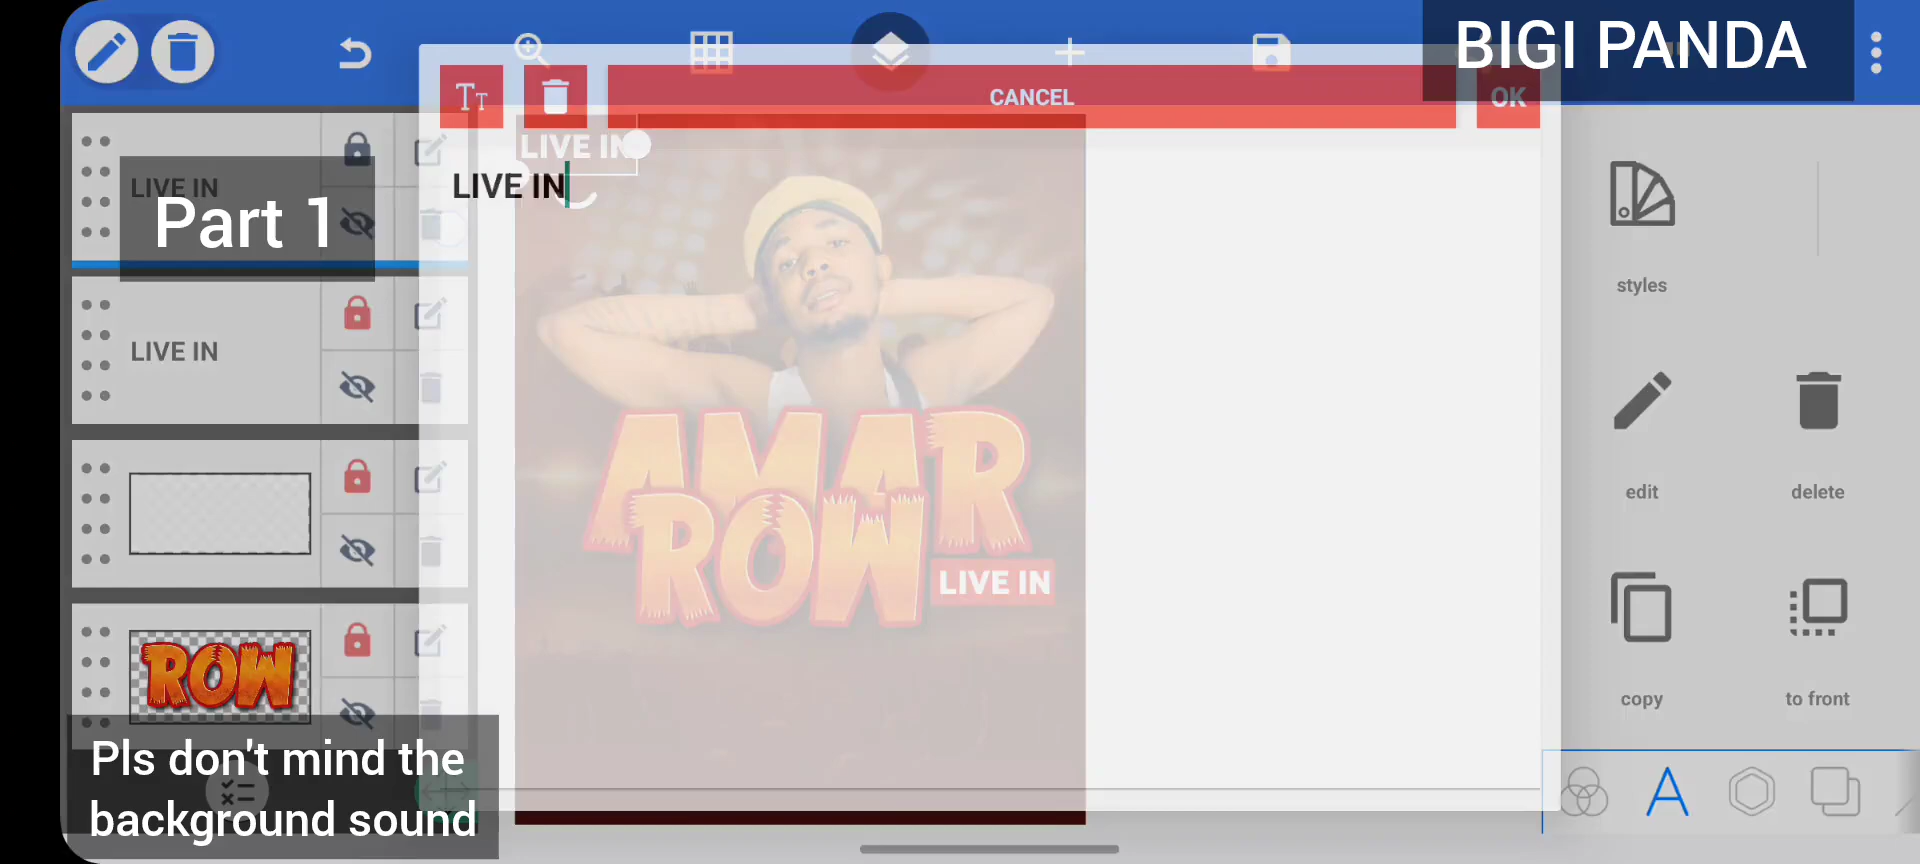 BIGI PANDA
TT
CANCEL
OK
LIVE IN
LIVE IN
LIVE IN
Part 1
LIVE IN
AMAR
ROW
LIVE IN
ROW
styles
edit
delete
copy
to front
Pls don't mind the
background sound
A